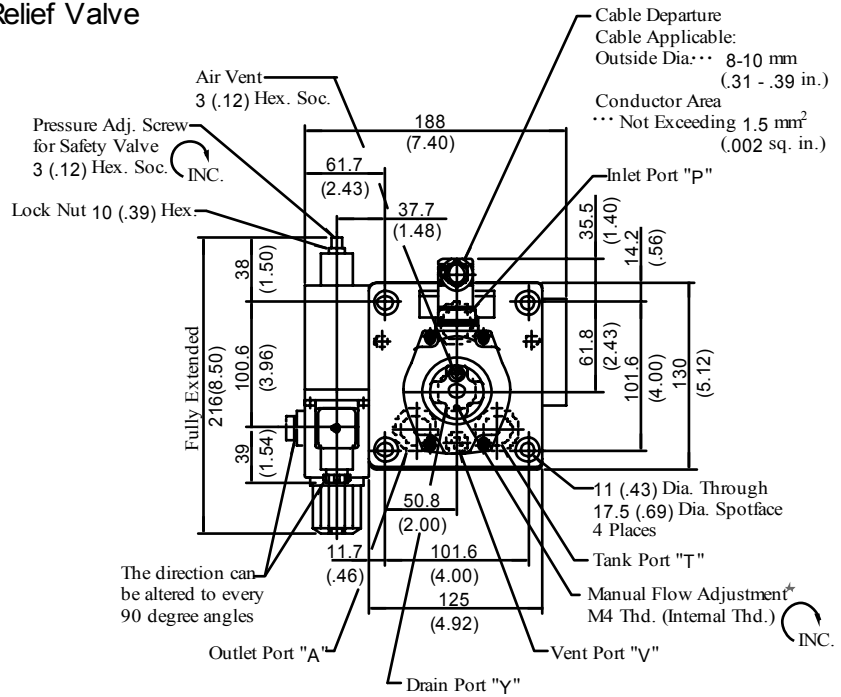 Relief Valve
Cable Departure
Cable Applicable:
Outside Dia.··· 8-10 mm
(.31 - .39 in.)
Conductor Area
··· Not Exceeding 1.5 mm²
(.002 sq. in.)
Air Vent
3 (.12) Hex. Soc.
Pressure Adj. Screw
for Safety Valve
3 (.12) Hex. Soc.
INC.
Lock Nut 10 (.39) Hex.
188
(7.40)
61.7
(2.43)
37.7
(1.48)
Inlet Port "P"
35.5
(1.40)
14.2
(.56)
61.8
(2.43)
101.6
(4.00)
130
(5.12)
Fully Extended
216(8.50)
38
(1.50)
100.6
(3.96)
39
(1.54)
50.8
(2.00)
11.7
(.46)
101.6
(4.00)
125
(4.92)
11 (.43) Dia. Through
17.5 (.69) Dia. Spotface
4 Places
Tank Port "T"
Manual Flow Adjustment★
M4 Thd. (Internal Thd.)
INC.
The direction can
be altered to every
90 degree angles
Outlet Port "A"
Vent Port "V"
Drain Port "Y"